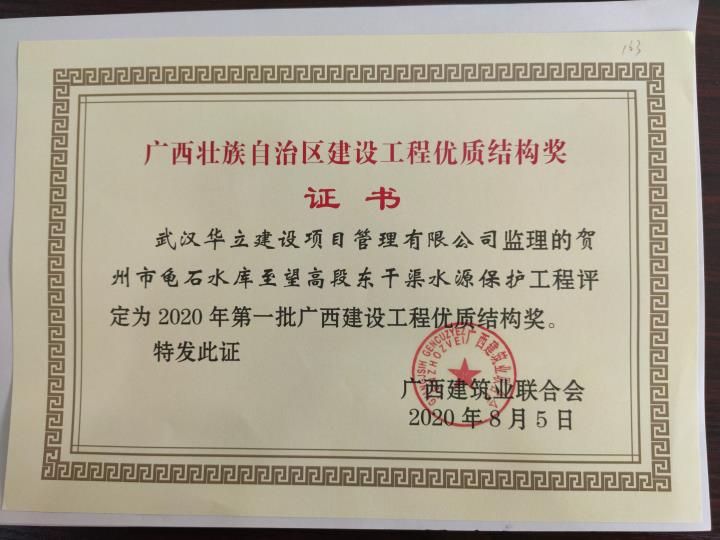 163
广西壮族自治区建设工程优质结构奖
证书
武汉华立建设项目管理有限公司监理的贺
州市龟石水库至望高段东干渠水源保护工程评
定为2020年第一批广西建设工程优质结构奖。
特发此证
广西建筑业联合会
2020年8月5日